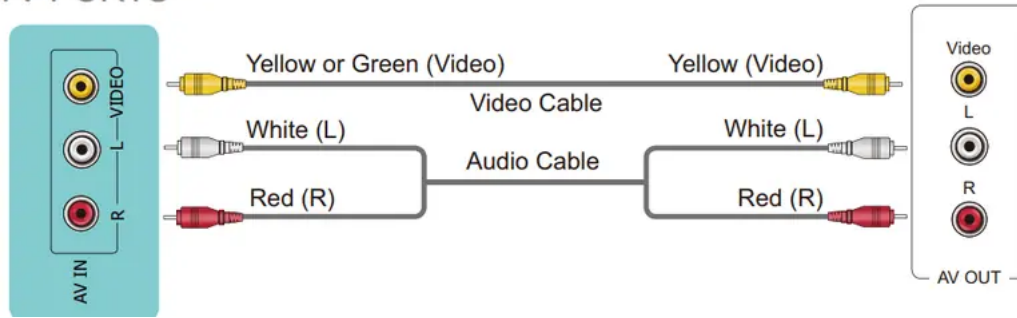 VIDEO
L
R
AV IN
Yellow or Green (Video)
Yellow (Video)
Video Cable
White (L)
White (L)
Audio Cable
Red (R)
Red (R)
Video
L
R
AV OUT